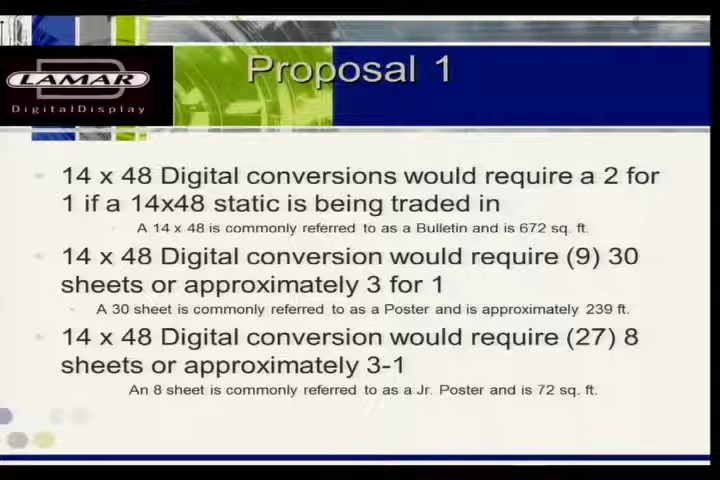 LAMAR
DigitalDisplay
Proposal 1
14 x 48 Digital conversions would require a 2 for
1 if a 14x48 static is being traded in
A 14 x 48 is commonly referred to as a Bulletin and is 672 sq. ft.
14 x 48 Digital conversion would require (9) 30
sheets or approximately 3 for 1
A 30 sheet is commonly referred to as a Poster and is approximately 239 ft.
14 x 48 Digital conversion would require (27) 8
sheets or approximately 3-1
An 8 sheet is commonly referred to as a Jr. Poster and is 72 sq. ft.